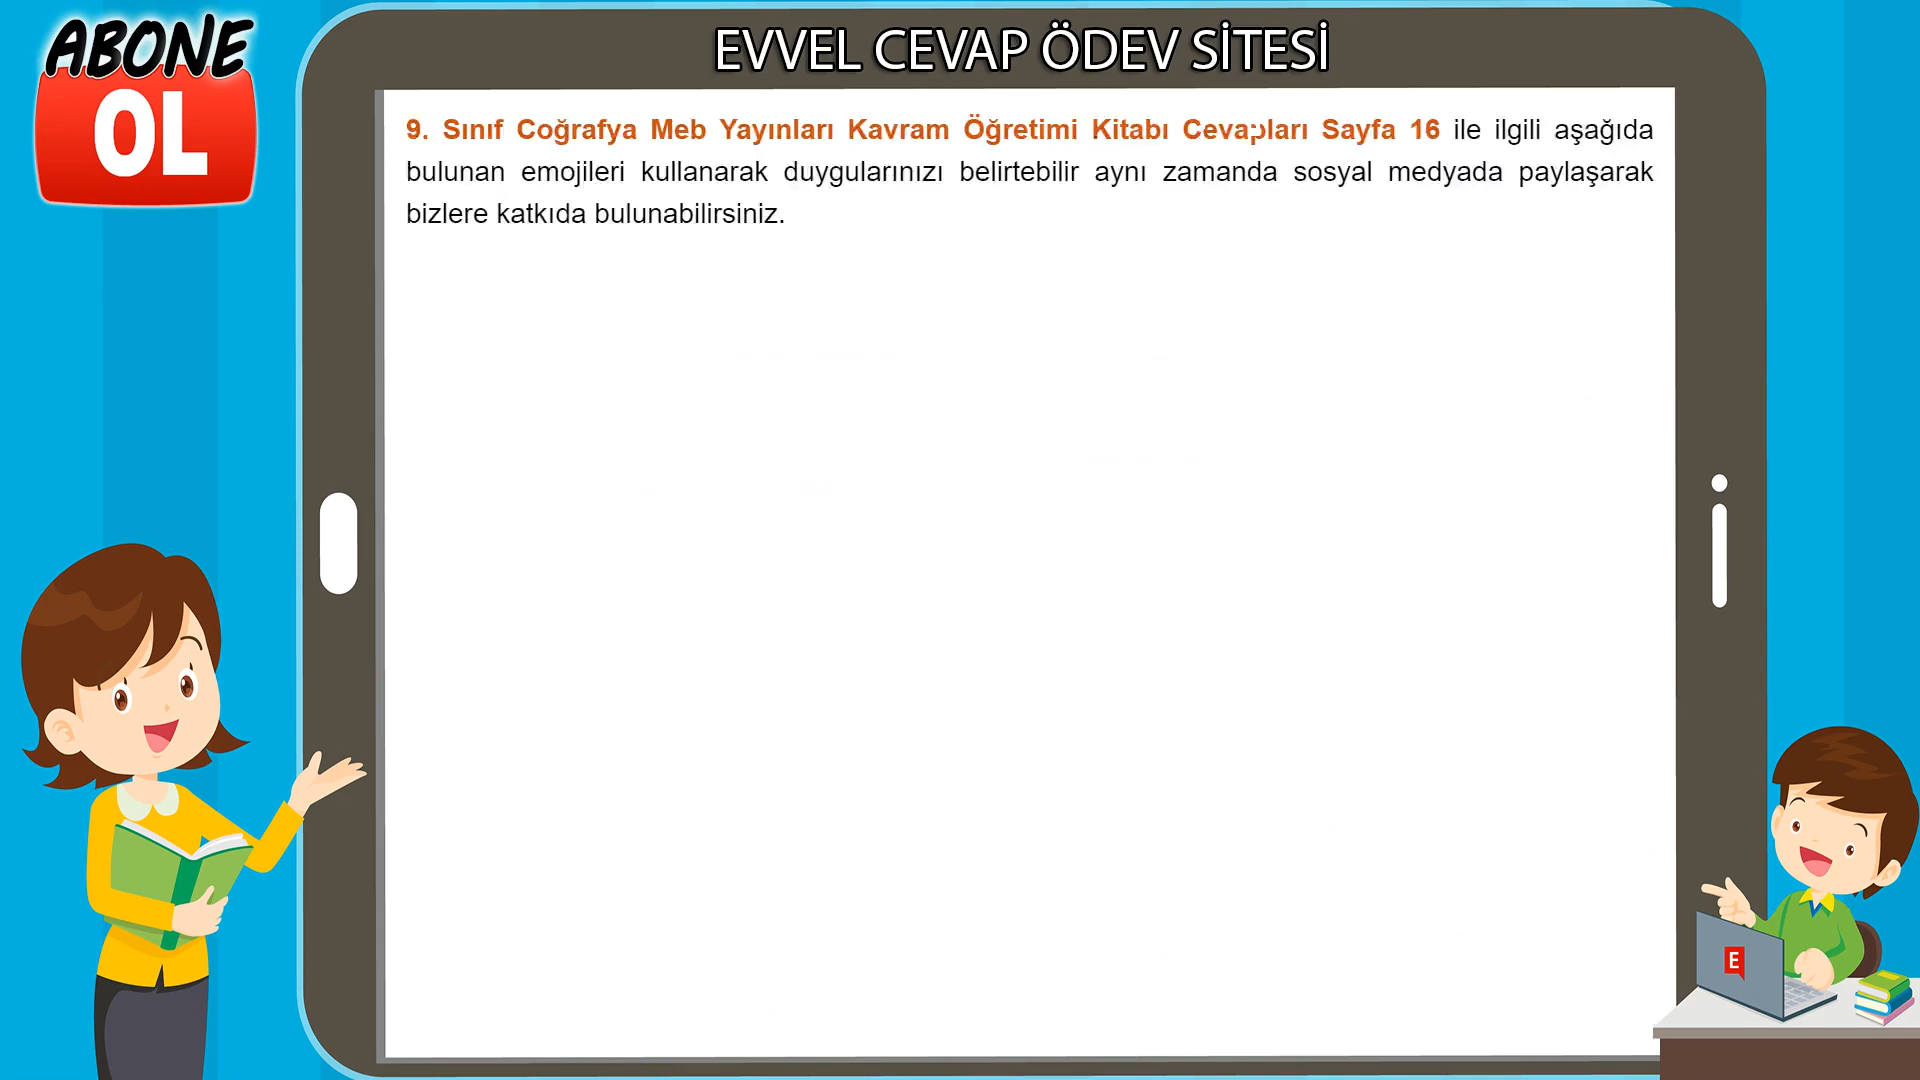 ABONE
OL
EVVEL CEVAP ÖDEV SİTESİ
9. Sınıf Coğrafya Meb Yayınları Kavram Öğretimi Kitabı Cevapları Sayfa 16 ile ilgili aşağıda
bulunan emojileri kullanarak duygularınızı belirtebilir aynı zamanda sosyal medyada paylaşarak
bizlere katkıda bulunabilirsiniz.
E